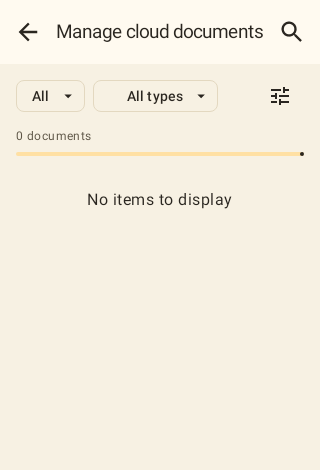 Manage cloud documents
All
All types
0 documents
No items to display